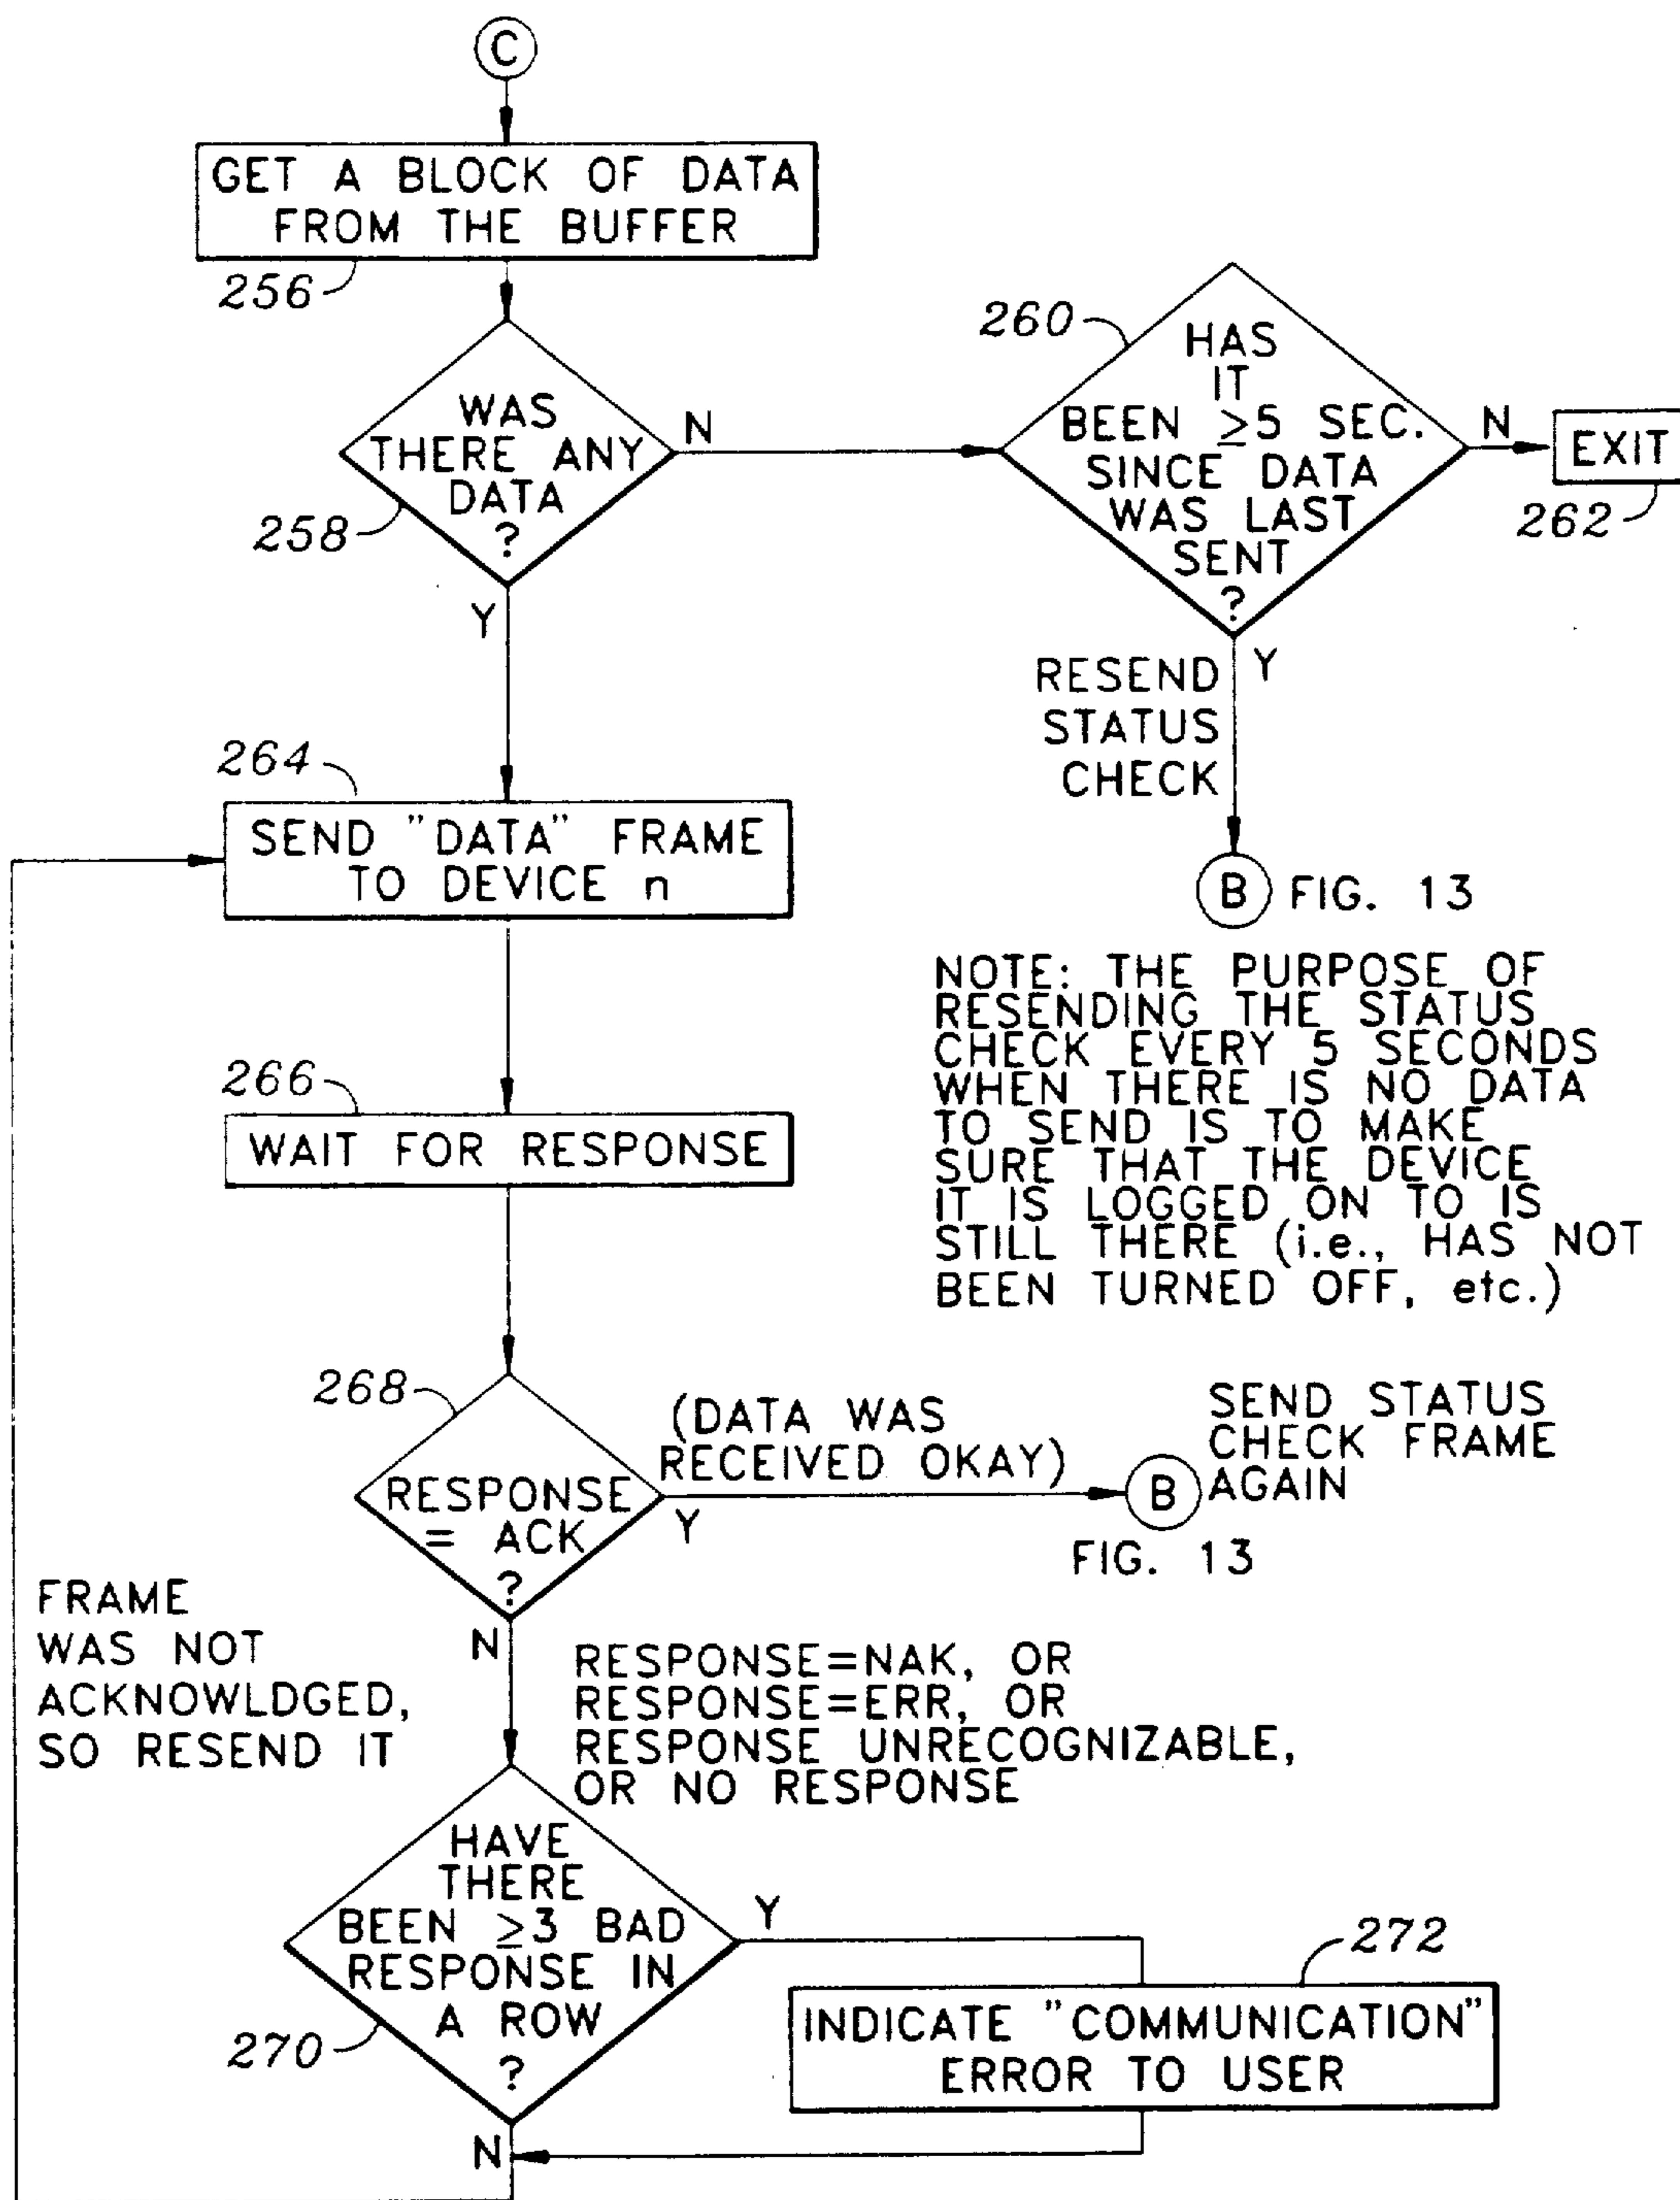 C
GET A BLOCK OF DATA
FROM THE BUFFER
256
WAS
THERE ANY
DATA
?
258
N
Y
260
HAS
IT
BEEN ≥5 SEC.
SINCE DATA
WAS LAST
SENT
?
N
EXIT
262
Y
RESEND
STATUS
CHECK
B FIG. 13
264
SEND "DATA" FRAME
TO DEVICE n
NOTE: THE PURPOSE OF
RESENDING THE STATUS
CHECK EVERY 5 SECONDS
WHEN THERE IS NO DATA
TO SEND IS TO MAKE
SURE THAT THE DEVICE
IT IS LOGGED ON TO IS
STILL THERE (i.e., HAS NOT
BEEN TURNED OFF, etc.)
266
WAIT FOR RESPONSE
268
RESPONSE
= ACK
?
(DATA WAS
RECEIVED OKAY)
Y
B
FIG. 13
SEND STATUS
CHECK FRAME
AGAIN
FRAME
WAS NOT
ACKNOWLDGED,
SO RESEND IT
N
RESPONSE=NAK, OR
RESPONSE=ERR, OR
RESPONSE UNRECOGNIZABLE,
OR NO RESPONSE
HAVE
THERE
BEEN ≥3 BAD
RESPONSE IN
A ROW
?
270
Y
272
INDICATE "COMMUNICATION"
ERROR TO USER
N